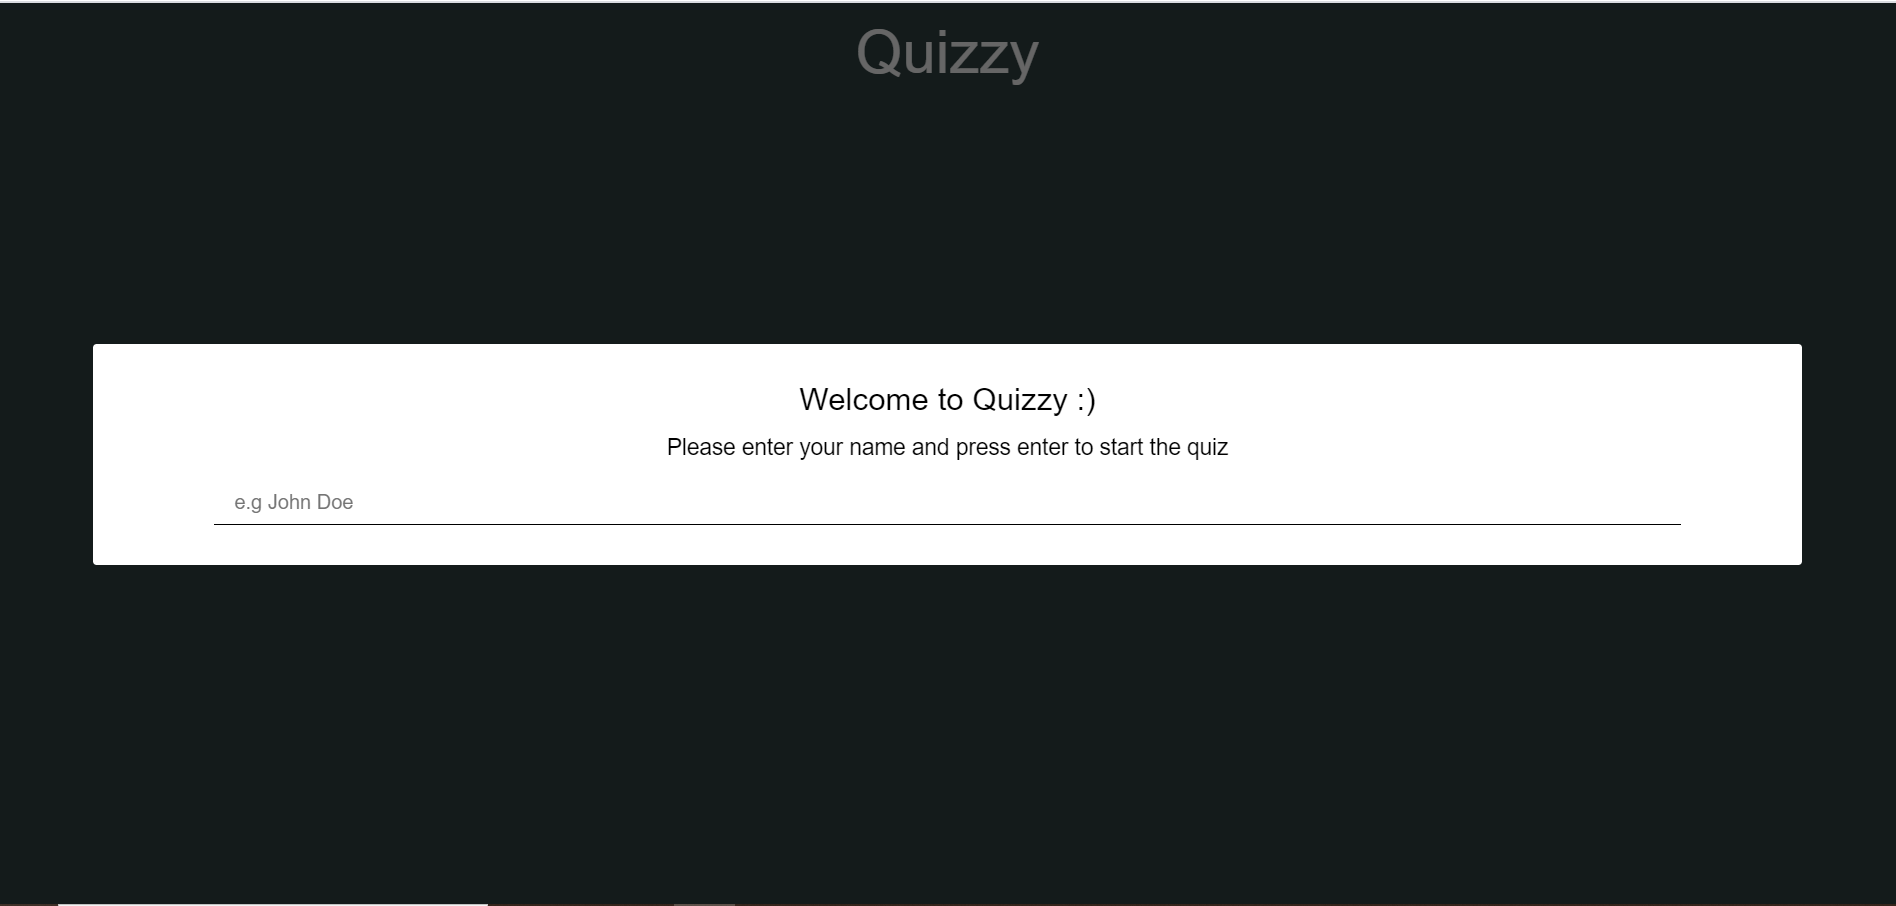 Quizzy
Welcome to Quizzy :)
Please enter your name and press enter to start the quiz
e.g John Doe